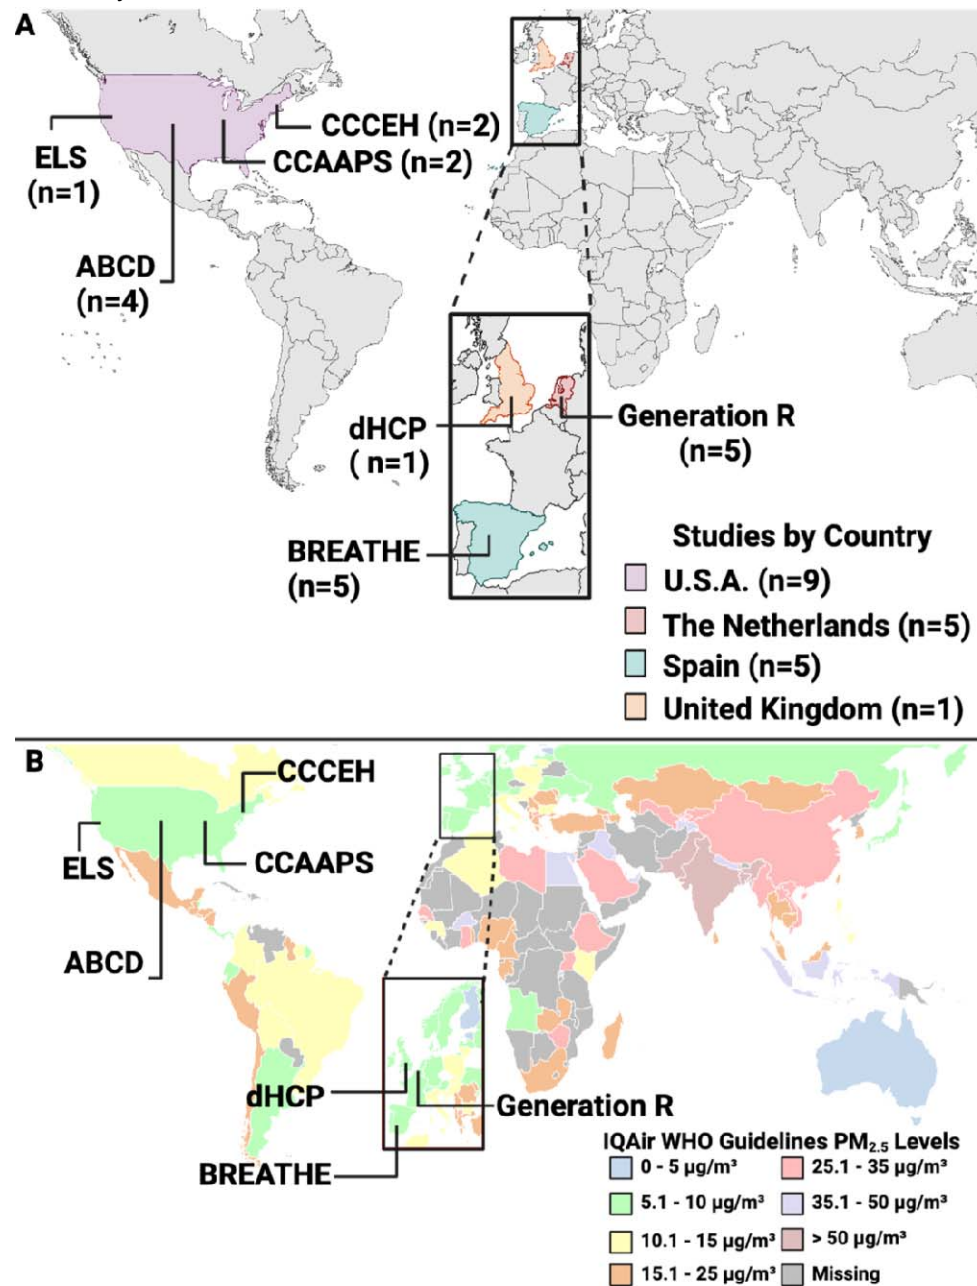 A
CCCEH (n=2)
CCAAPS (n=2)
ELS
(n=1)
ABCD
(n=4)
dHCP
( n=1)
Generation R
(n=5)
BREATHE
(n=5)
Studies by Country
U.S.A. (n=9)
The Netherlands (n=5)
Spain (n=5)
United Kingdom (n=1)
B
CCCEH
ELS
CCAAPS
ABCD
dHCP
Generation R
BREATHE
IQAir WHO Guidelines PM₂.₅ Levels
0 - 5 µg/m³
25.1 - 35 µg/m³
5.1 - 10 µg/m³
35.1 - 50 µg/m³
10.1 - 15 µg/m³
> 50 µg/m³
15.1 - 25 µg/m³
Missing